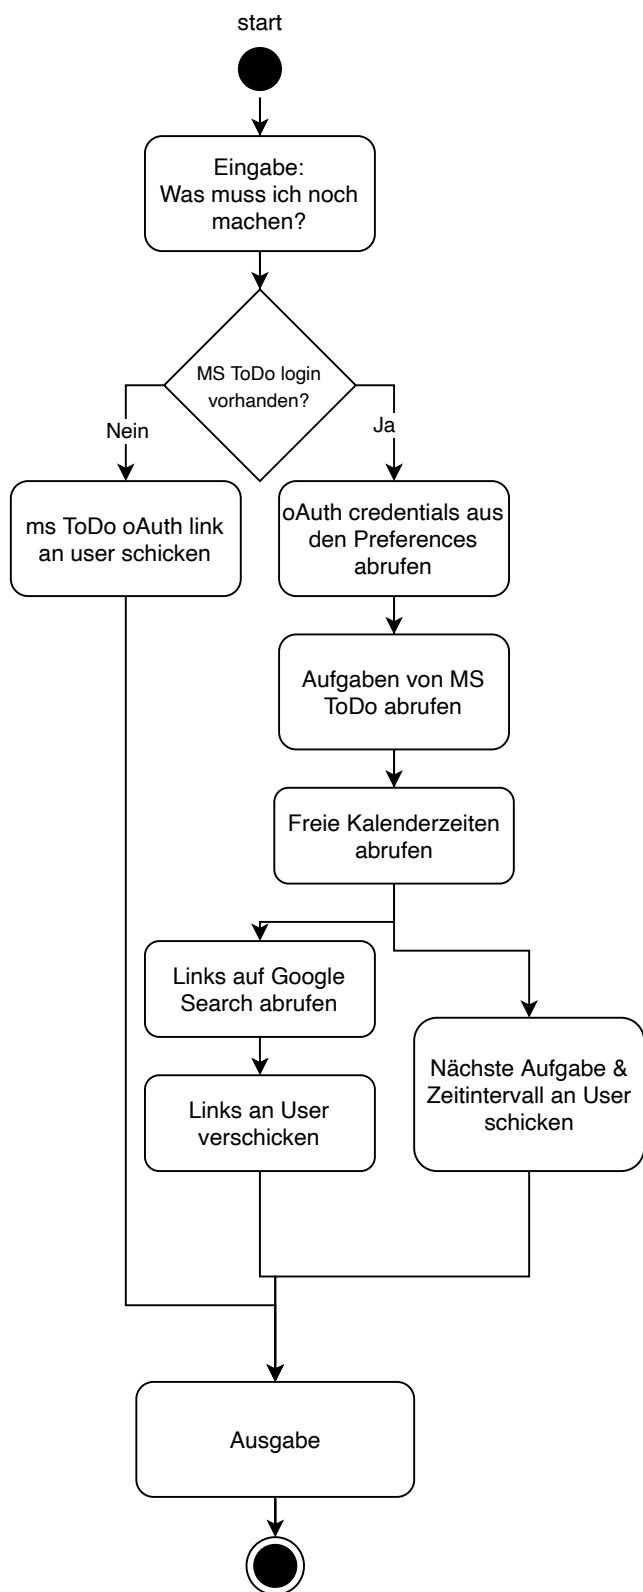 start
Eingabe:
Was muss ich noch
machen?
MS ToDo login
vorhanden?
Nein
Ja
ms ToDo oAuth link
an user schicken
oAuth credentials aus
den Preferences
abrufen
Aufgaben von MS
ToDo abrufen
Freie Kalenderzeiten
abrufen
Links auf Google
Search abrufen
Nächste Aufgabe &
Zeitintervall an User
schicken
Links an User
verschicken
Ausgabe